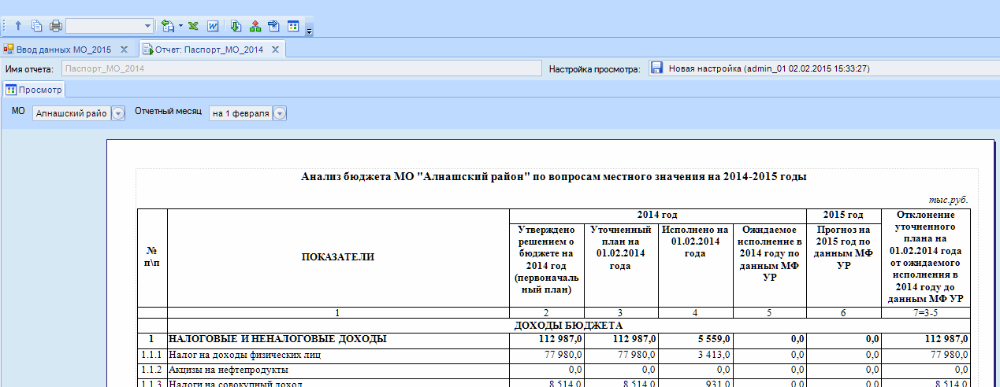 Ввод данных МО_2015
Отчет: Паспорт_МО_2014
Имя отчета: Паспорт_МО_2014 Настройка просмотра: Новая настройка (admin_01 02.02.2015 15:33:27)
Просмотр
МО Алнашский райо Отчетный месяц на 1 февраля
Анализ бюджета МО "Алнашский район" по вопросам местного значения на 2014-2015 годы
тыс.руб.
№ п\п
ПОКАЗАТЕЛИ
2014 год
2015 год
Утверждено
решением о
бюджете на
2014 год
(первоначаль
ный план)
Уточненный
план на
01.02.2014
года
Исполнено на
01.02.2014
года
Ожидаемое
исполнение в
2014 году по
данным МФ
УР
Прогноз на
2015 год по
данным МФ
УР
Отклонение
уточненного
плана на
01.02.2014 года
от ожидаемого
исполнения в
2014 году до
данным МФ УР
1 2 3 4 5 6 7=3-5
ДОХОДЫ БЮДЖЕТА
1 НАЛОГОВЫЕ И НЕНАЛОГОВЫЕ ДОХОДЫ 112 987,0 112 987,0 5 559,0 0,0 0,0 112 987,0
1.1.1 Налог на доходы физических лиц 77 980,0 77 980,0 3 413,0 0,0 0,0 77 980,0
1.1.2 Акцизы на нефтепродукты 0,0 0,0 0,0 0,0 0,0 0,0
1.1.3 Налоги на совокупный доход 8 514,0 8 514,0 931,0 0,0 0,0 8 514,0